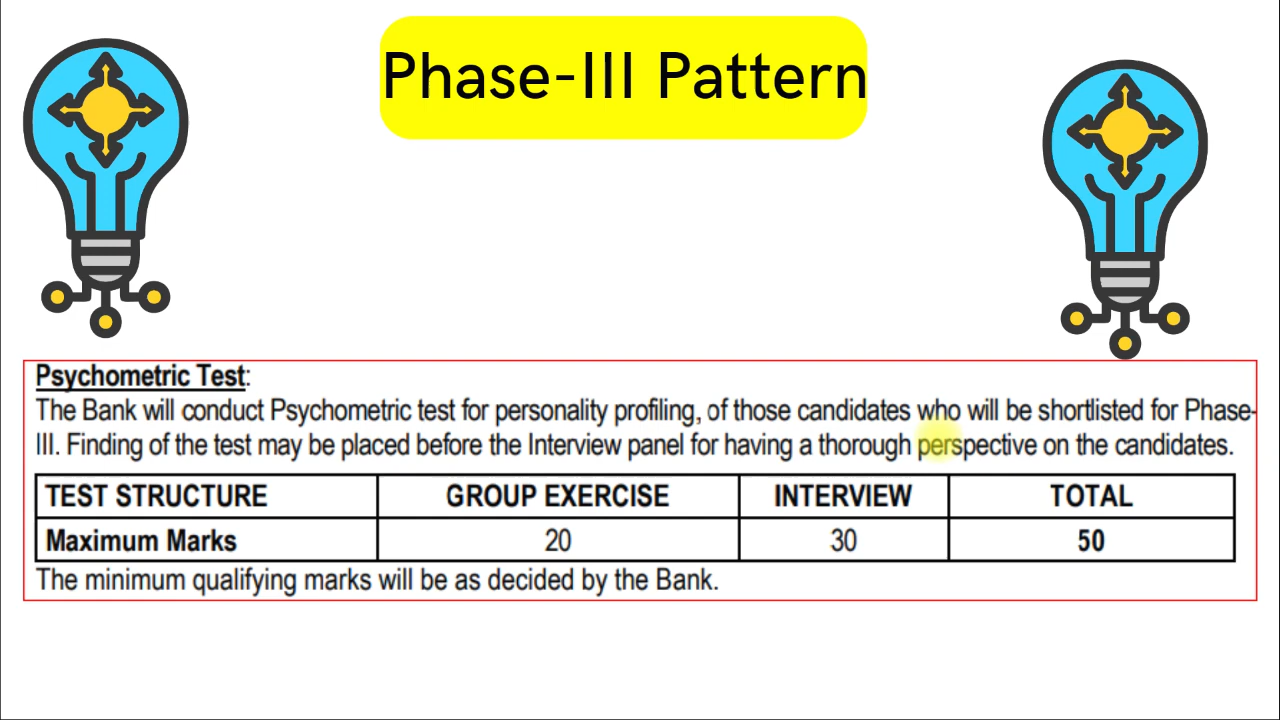 Phase-III Pattern
Psychometric Test:
The Bank will conduct Psychometric test for personality profiling, of those candidates who will be shortlisted for Phase-
III. Finding of the test may be placed before the Interview panel for having a thorough perspective on the candidates.
TEST STRUCTURE GROUP EXERCISE INTERVIEW TOTAL
Maximum Marks 20 30 50
The minimum qualifying marks will be as decided by the Bank.